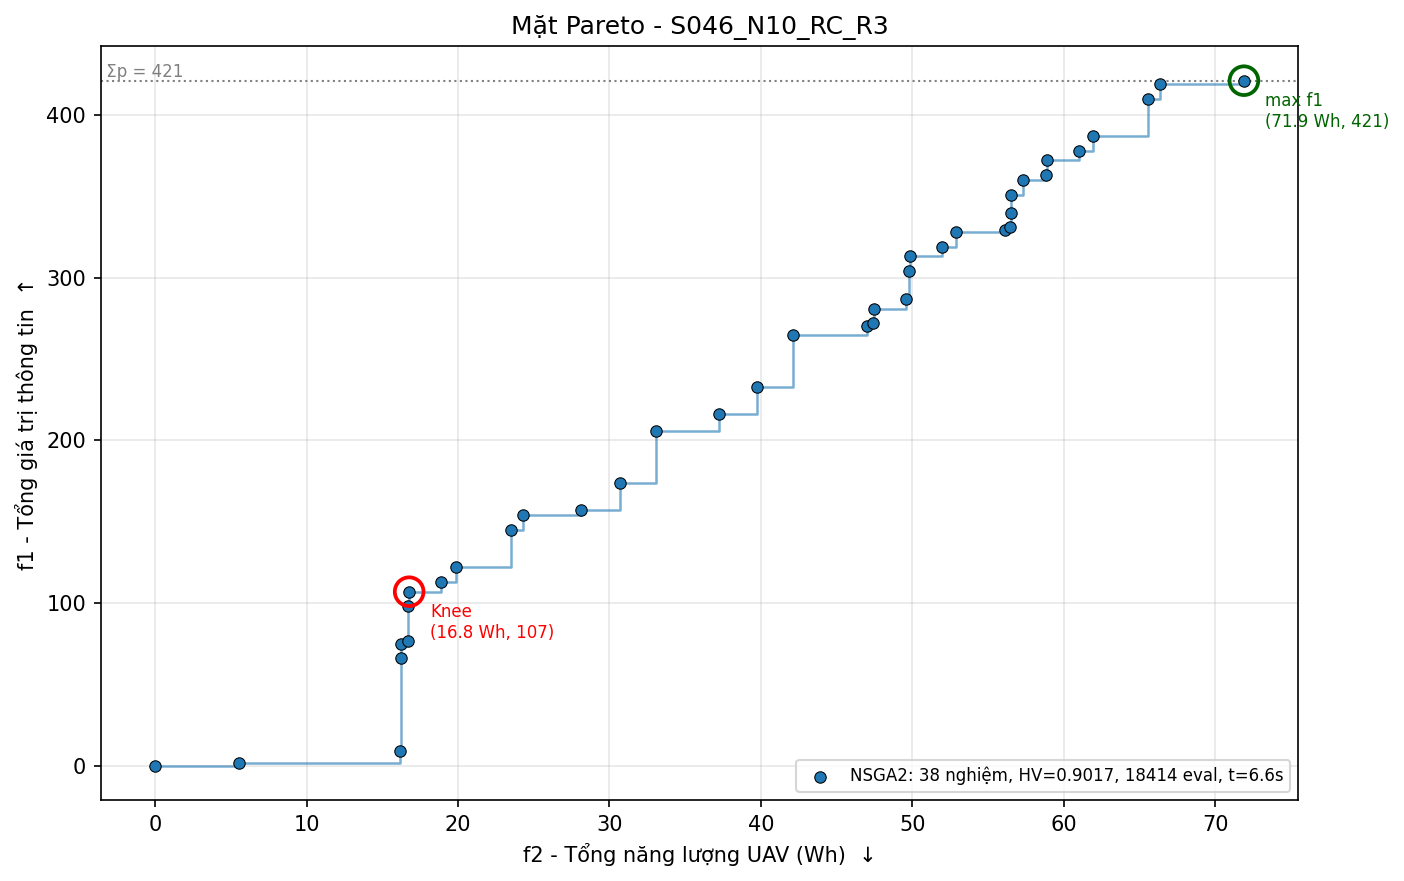 Mặt Pareto - S046_N10_RC_R3
Σp = 421
max f1
(71.9 Wh, 421)
Knee
(16.8 Wh, 107)
NSGA2: 38 nghiệm, HV=0.9017, 18414 eval, t=6.6s
f1 - Tổng giá trị thông tin ↑
400
300
200
100
0
0 10 20 30 40 50 60 70
f2 - Tổng năng lượng UAV (Wh) ↓